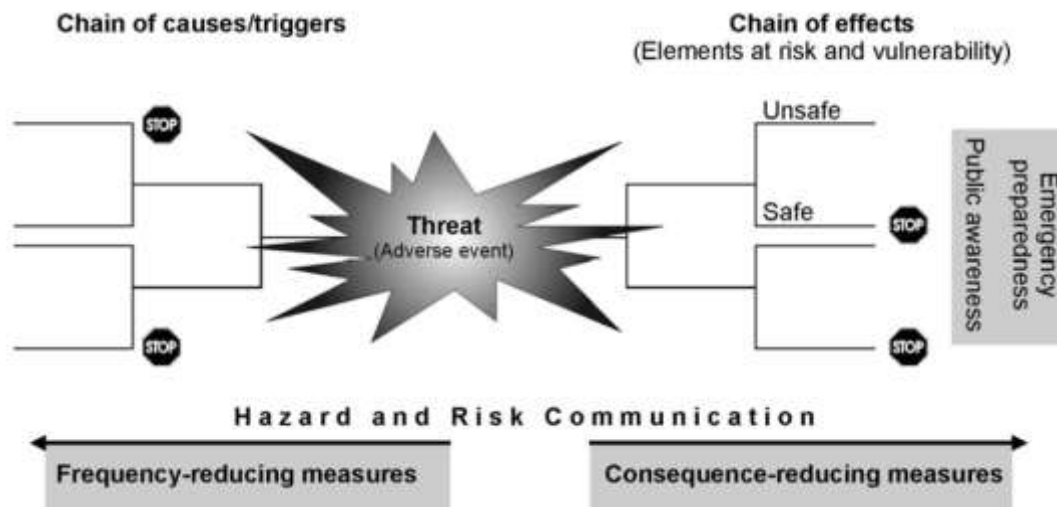 Chain of causes/triggers
Chain of effects
(Elements at risk and vulnerability)
STOP
Unsafe
Threat
(Adverse event)
Safe
STOP
Emergency
preparedness
Public awareness
STOP
STOP
Hazard and Risk Communication
Frequency-reducing measures
Consequence-reducing measures